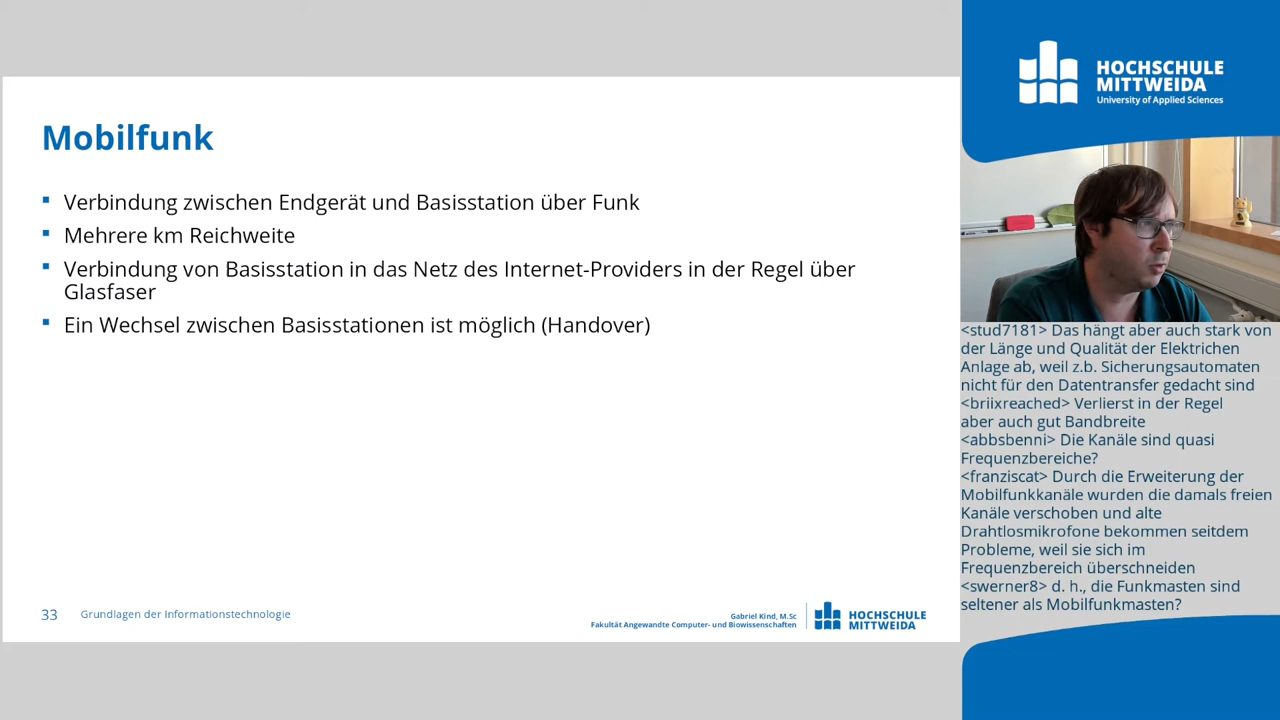 Mobilfunk
Verbindung zwischen Endgerät und Basisstation über Funk
Mehrere km Reichweite
Verbindung von Basisstation in das Netz des Internet-Providers in der Regel über
Glasfaser
Ein Wechsel zwischen Basisstationen ist möglich (Handover)
33
Grundlagen der Informationstechnologie
Gabriel Kind, M.Sc
Fakultät Angewandte Computer- und Biowissenschaften
HOCHSCHULE
MITTWEIDA
HOCHSCHULE
MITTWEIDA
University of Applied Sciences
<stud7181> Das hängt aber auch stark von
der Länge und Qualität der Elektrichen
Anlage ab, weil z.b. Sicherungsautomaten
nicht für den Datentransfer gedacht sind
<briixreached> Verlierst in der Regel
aber auch gut Bandbreite
<abbsbenni> Die Kanäle sind quasi
Frequenzbereiche?
<franziscat> Durch die Erweiterung der
Mobilfunkkanäle wurden die damals freien
Kanäle verschoben und alte
Drahtlosmikrofone bekommen seitdem
Probleme, weil sie sich im
Frequenzbereich überschneiden
<swerner8> d. h., die Funkmasten sind
seltener als Mobilfunkmasten?